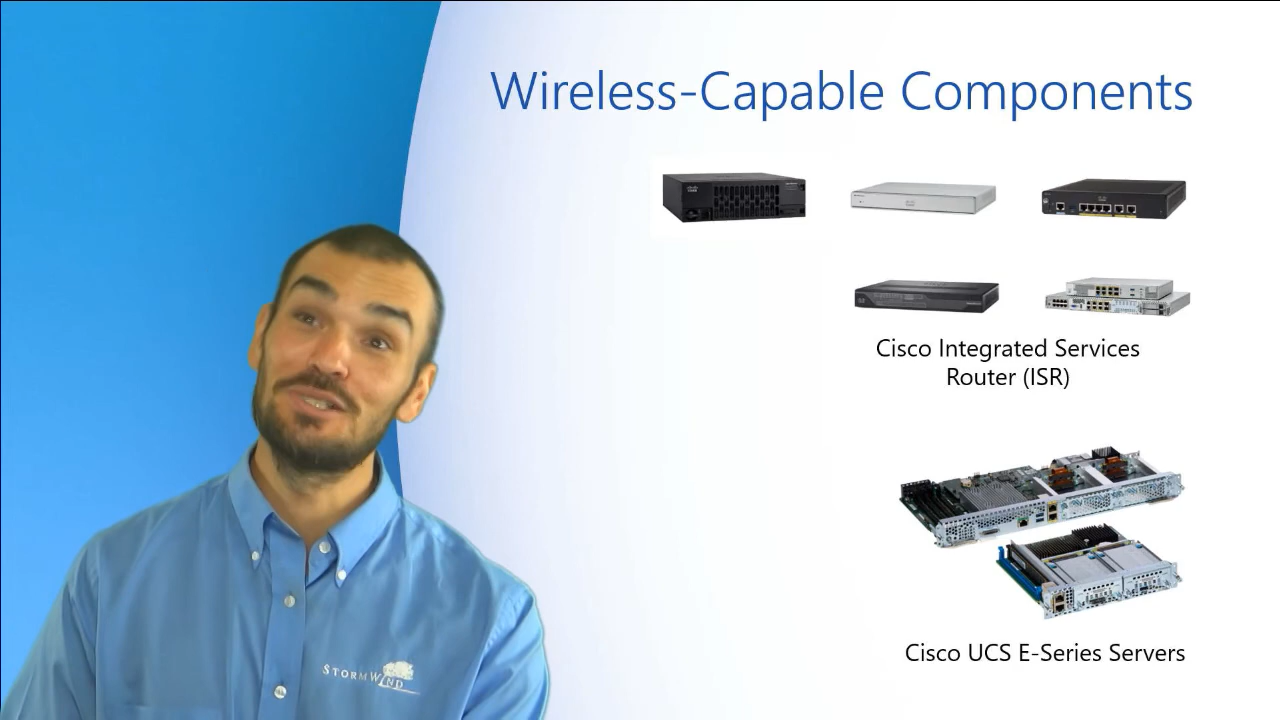 Wireless-Capable Components
Cisco Integrated Services
Router (ISR)
STORMWIND
Cisco UCS E-Series Servers